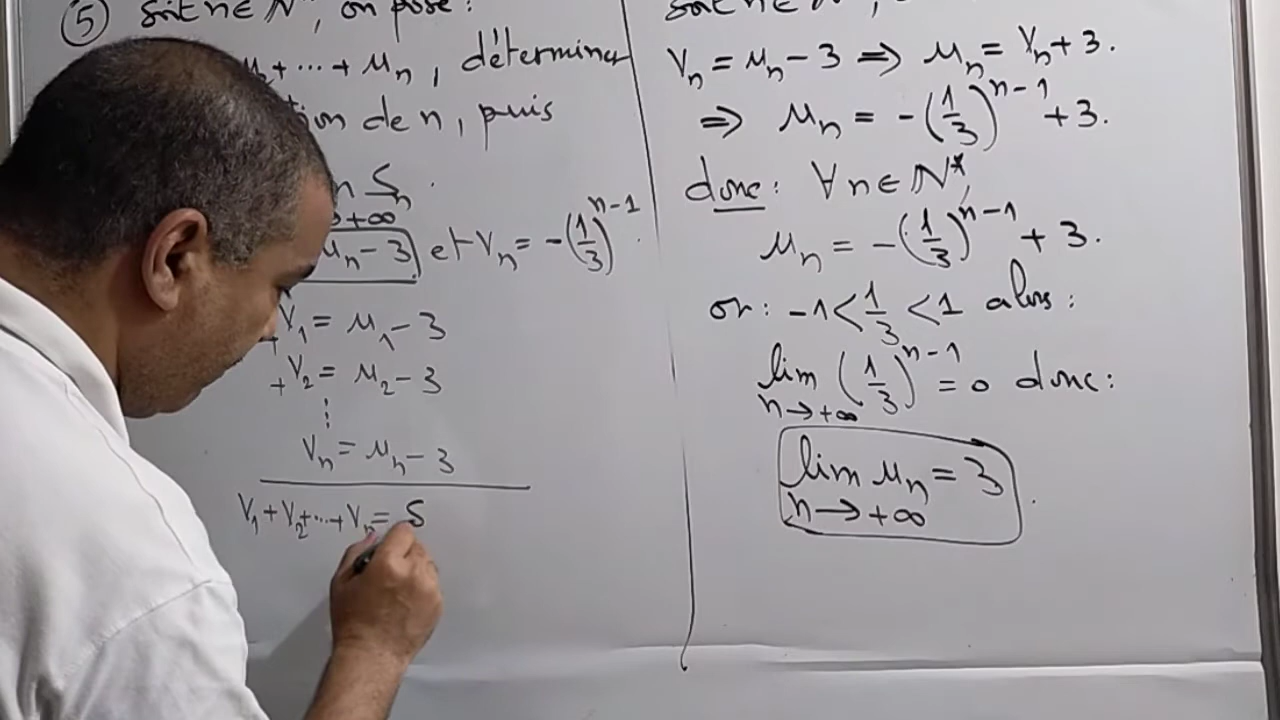 ⑤ soit n∈ℕ*, on pose:
u₂+⋯+uₙ, déterminer
de n, puis
Sₙ.
→+∞
uₙ-3 et Vₙ = -(1/3)ⁿ⁻¹.
+V₁ = u₁-3
+V₂ = u₂-3
⋮
Vₙ = uₙ-3
V₁+V₂+⋯+Vₙ = S
Vₙ = uₙ-3 ⇒ uₙ = Vₙ+3.
⇒ uₙ = -(1/3)ⁿ⁻¹+3.
donc: ∀n∈ℕ*,
uₙ = -(1/3)ⁿ⁻¹ + 3.
or: -1<1/3<1 alors:
lim (1/3)ⁿ⁻¹=0 donc:
n→+∞
lim uₙ = 3.
n→+∞